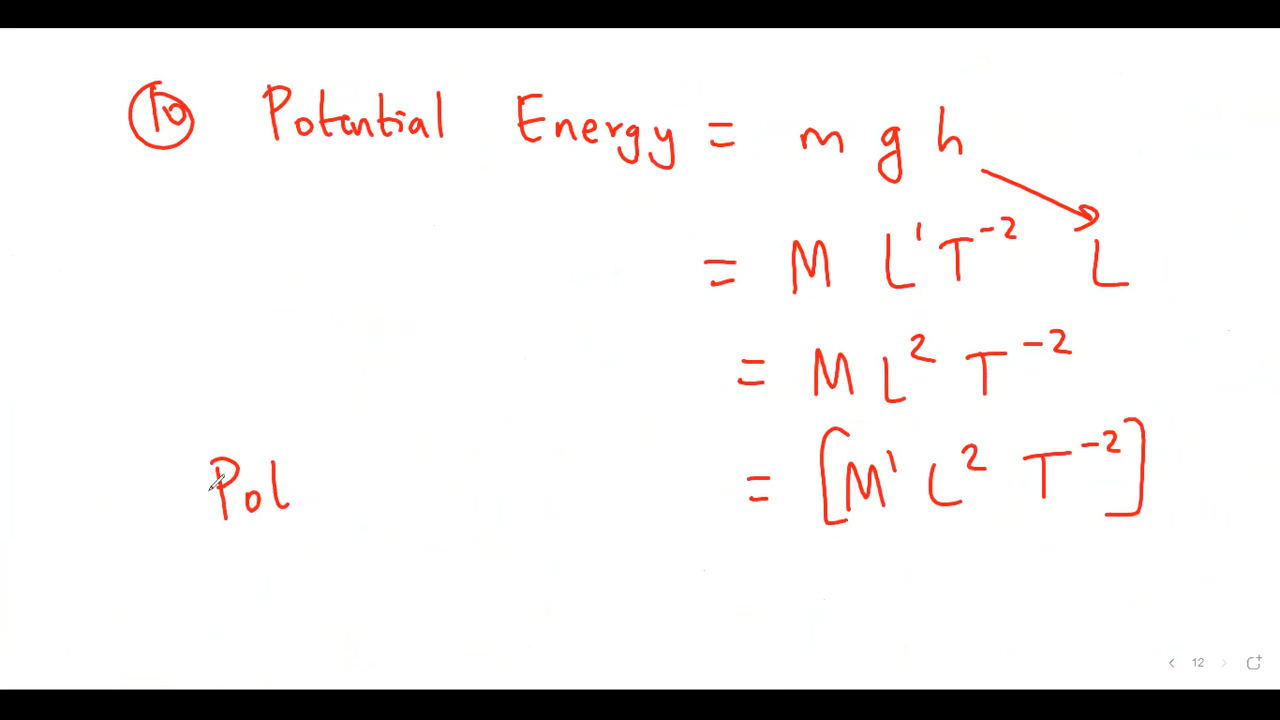 ⑩ Potential Energy = m g h
= M L¹ T⁻² L
= M L² T⁻²
Pol = [M¹ L² T⁻²]
< 12 >